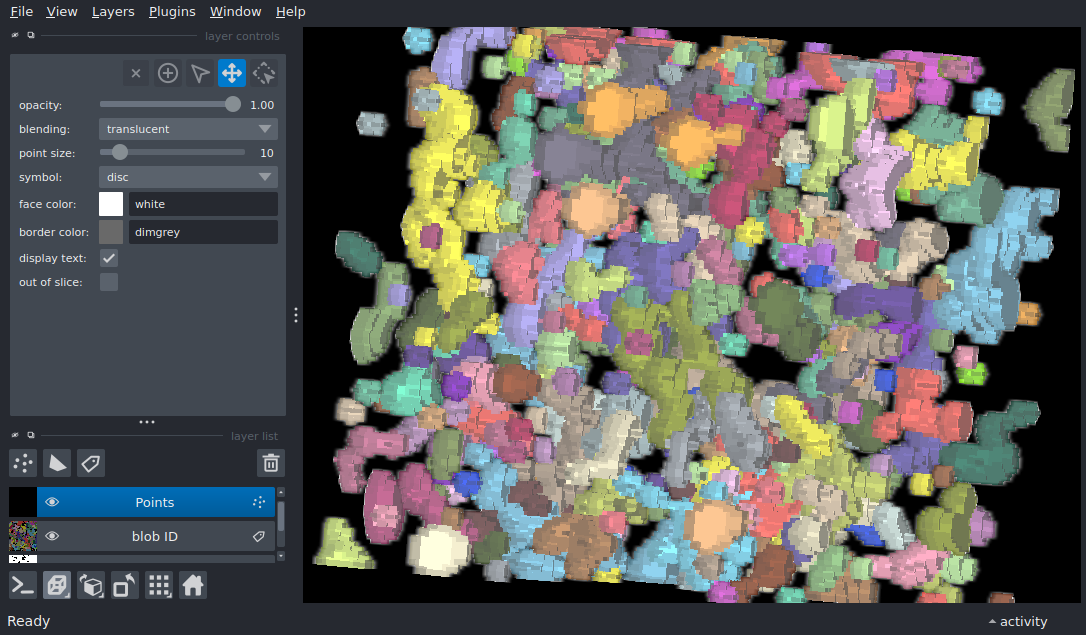 File View Layers Plugins Window Help
layer controls
opacity: 1.00
blending: translucent
point size: 10
symbol: disc
face color: white
border color: dimgrey
display text:
out of slice:
layer list
Points
blob ID
Ready
activity